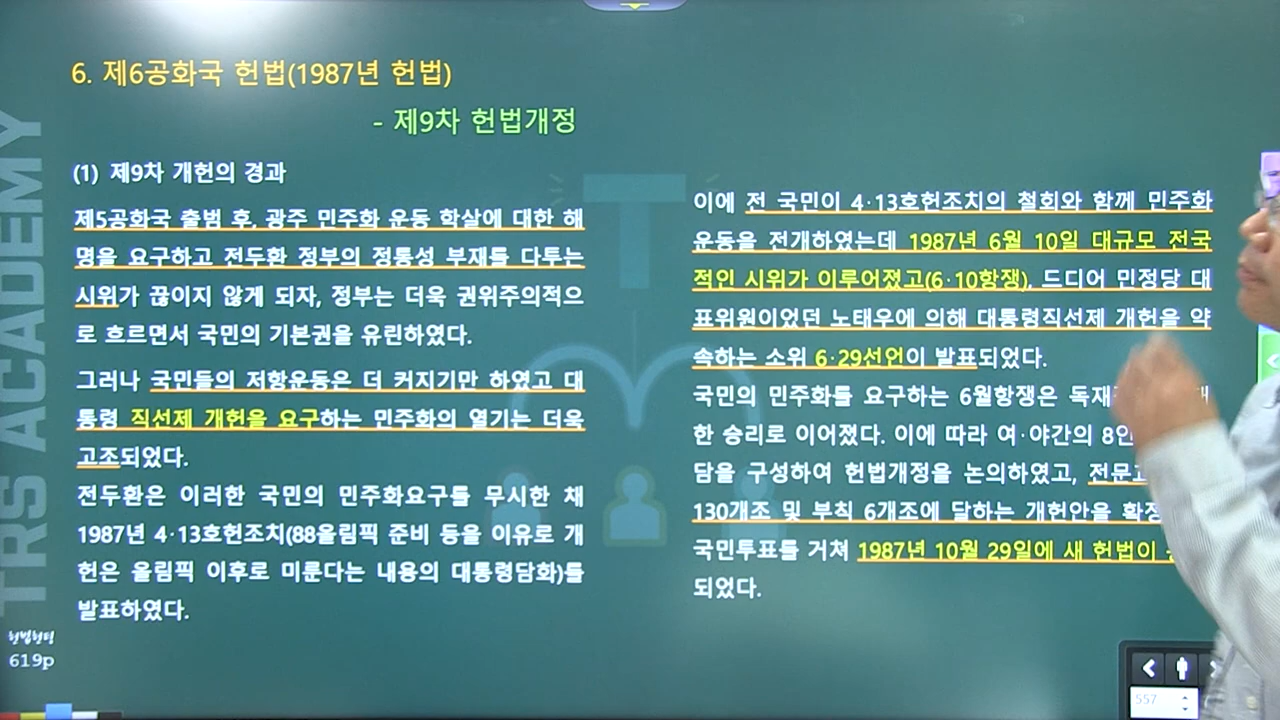 6. 제6공화국 헌법(1987년 헌법)
- 제9차 헌법개정
(1) 제9차 개헌의 경과
제5공화국 출범 후, 광주 민주화 운동 학살에 대한 해
명을 요구하고 전두환 정부의 정통성 부재를 다투는
시위가 끊이지 않게 되자, 정부는 더욱 권위주의적으
로 흐르면서 국민의 기본권을 유린하였다.
그러나 국민들의 저항운동은 더 커지기만 하였고 대
통령 직선제 개헌을 요구하는 민주화의 열기는 더욱
고조되었다.
전두환은 이러한 국민의 민주화요구를 무시한 채
1987년 4·13호헌조치(88올림픽 준비 등을 이유로 개
헌은 올림픽 이후로 미룬다는 내용의 대통령담화)를
발표하였다.
이에 전 국민이 4·13호헌조치의 철회와 함께 민주화
운동을 전개하였는데 1987년 6월 10일 대규모 전국
적인 시위가 이루어졌고(6·10항쟁), 드디어 민정당 대
표위원이었던 노태우에 의해 대통령직선제 개헌을 약
속하는 소위 6·29선언이 발표되었다.
국민의 민주화를 요구하는 6월항쟁은
한 승리로 이어졌다. 이에 따라 여·야간의
담을 구성하여 헌법개정을 논의하였고,
130개조 및 부칙 6개조에 달하는 개헌안을
국민투표를 거쳐 1987년 10월 29일에 새 헌법이
되었다.
TRS ACADEMY
619p
557